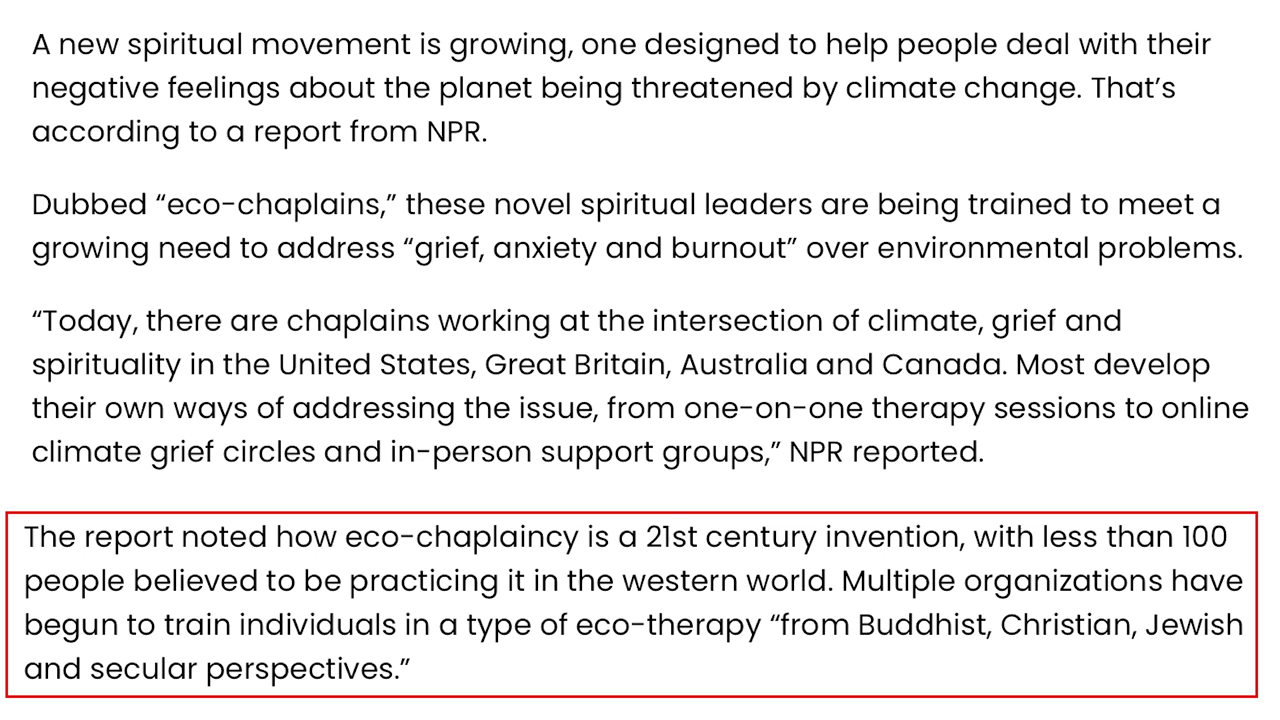 A new spiritual movement is growing, one designed to help people deal with their
negative feelings about the planet being threatened by climate change. That’s
according to a report from NPR.
Dubbed “eco-chaplains,” these novel spiritual leaders are being trained to meet a
growing need to address “grief, anxiety and burnout” over environmental problems.
“Today, there are chaplains working at the intersection of climate, grief and
spirituality in the United States, Great Britain, Australia and Canada. Most develop
their own ways of addressing the issue, from one-on-one therapy sessions to online
climate grief circles and in-person support groups,” NPR reported.
The report noted how eco-chaplaincy is a 21st century invention, with less than 100
people believed to be practicing it in the western world. Multiple organizations have
begun to train individuals in a type of eco-therapy “from Buddhist, Christian, Jewish
and secular perspectives.”